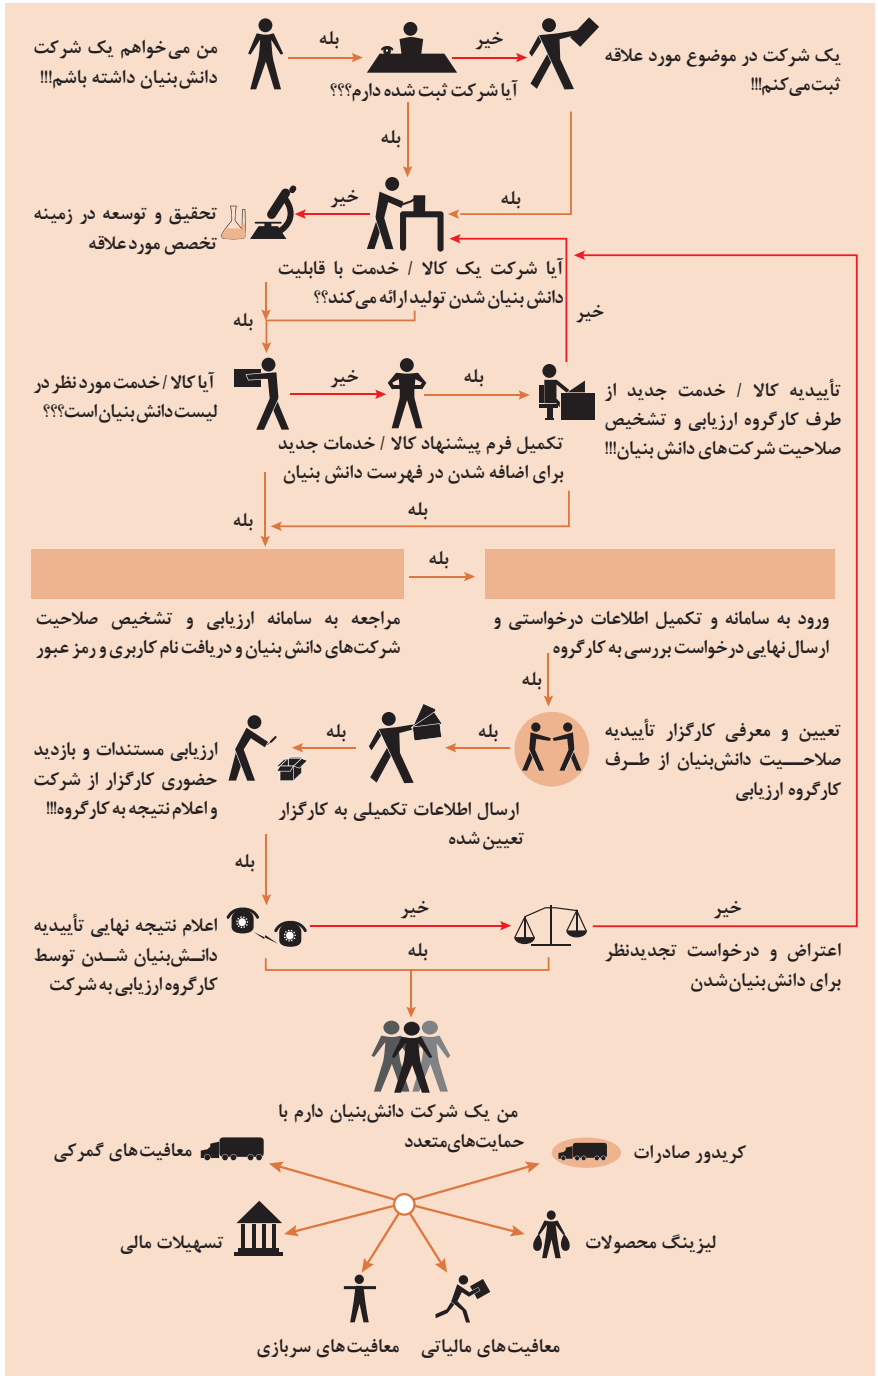 من می‌خواهم یک شرکت
دانش‌بنیان داشته باشم!!!
بله
آیا شرکت ثبت شده دارم؟؟؟
خیر
یک شرکت در موضوع مورد علاقه
ثبت‌می‌کنم!!!
بله
بله
خیر
تحقیق و توسعه در زمینه
تخصص مورد علاقه
آیا شرکت یک کالا / خدمت با قابلیت
دانش‌بنیان شدن تولید ارائه می‌کند؟؟
بله
خیر
آیا کالا / خدمت مورد نظر در
لیست دانش‌بنیان است؟؟؟
خیر
بله
تکمیل فرم پیشنهاد کالا / خدمات جدید
برای اضافه شدن در فهرست دانش بنیان
تأییدیه کالا / خدمت جدید از
طرف کارگروه ارزیابی و تشخیص
صلاحیت شرکت‌های دانش بنیان!!!
بله
بله
بله
مراجعه به سامانه ارزیابی و تشخیص صلاحیت
شرکت‌های دانش بنیان و دریافت نام کاربری و رمز عبور
ورود به سامانه و تکمیل اطلاعات درخواستی و
ارسال نهایی درخواست بررسی به کارگروه
بله
تعیین و معرفی کارگزار تأییدیه
صلاحـــیت دانش‌بنیان از طــرف
کارگروه ارزیابی
بله
ارسال اطلاعات تکمیلی به کارگزار
تعیین شده
بله
ارزیابی مستندات و بازدید
حضوری کارگزار از شرکت
و اعلام نتیجه به کارگروه!!!
بله
اعلام نتیجه نهایی تأییدیه
دانــش‌بنیان شــدن توسط
کارگروه ارزیابی به شرکت
خیر
بله
خیر
اعتراض و درخواست تجدیدنظر
برای دانش‌بنیان‌شدن
من یک شرکت دانش‌بنیان دارم با
حمایت‌های‌متعدد
کریدور صادرات
معافیت‌های گمرکی
لیزینگ محصولات
تسهیلات مالی
معافیت‌های مالیاتی
معافیت‌های سربازی